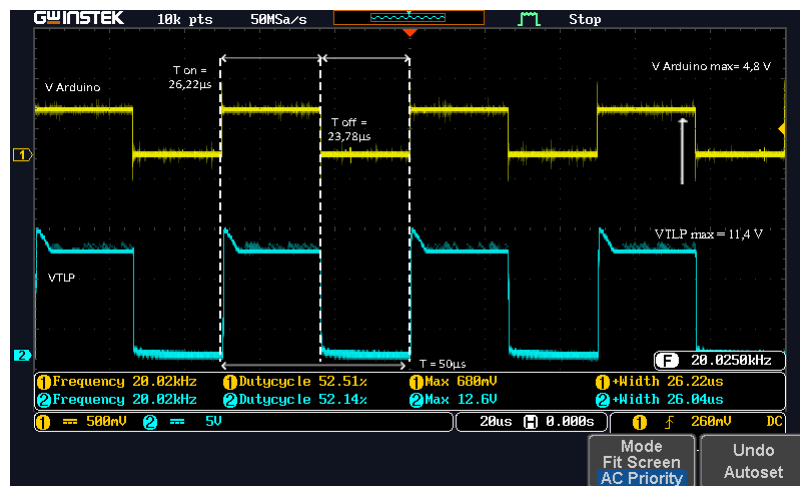 GWINSTEK 10k pts 50MSa/s Stop
T on =
26,22µs
V Arduino max= 4,8 V
V Arduino
T off =
23,78µs
1
VTLP max = 11,4 V
VTLP
2
T = 50µs
F 20.0250kHz
1 Frequency 20.02kHz 1 Dutycycle 52.51% 1 Max 680mV 1 +Width 26.22us
2 Frequency 20.02kHz 2 Dutycycle 52.14% 2 Max 12.6V 2 +Width 26.04us
1 500mV 2 5V 20us H 0.000s 1 260mV DC
Mode
Fit Screen
AC Priority
Undo
Autoset